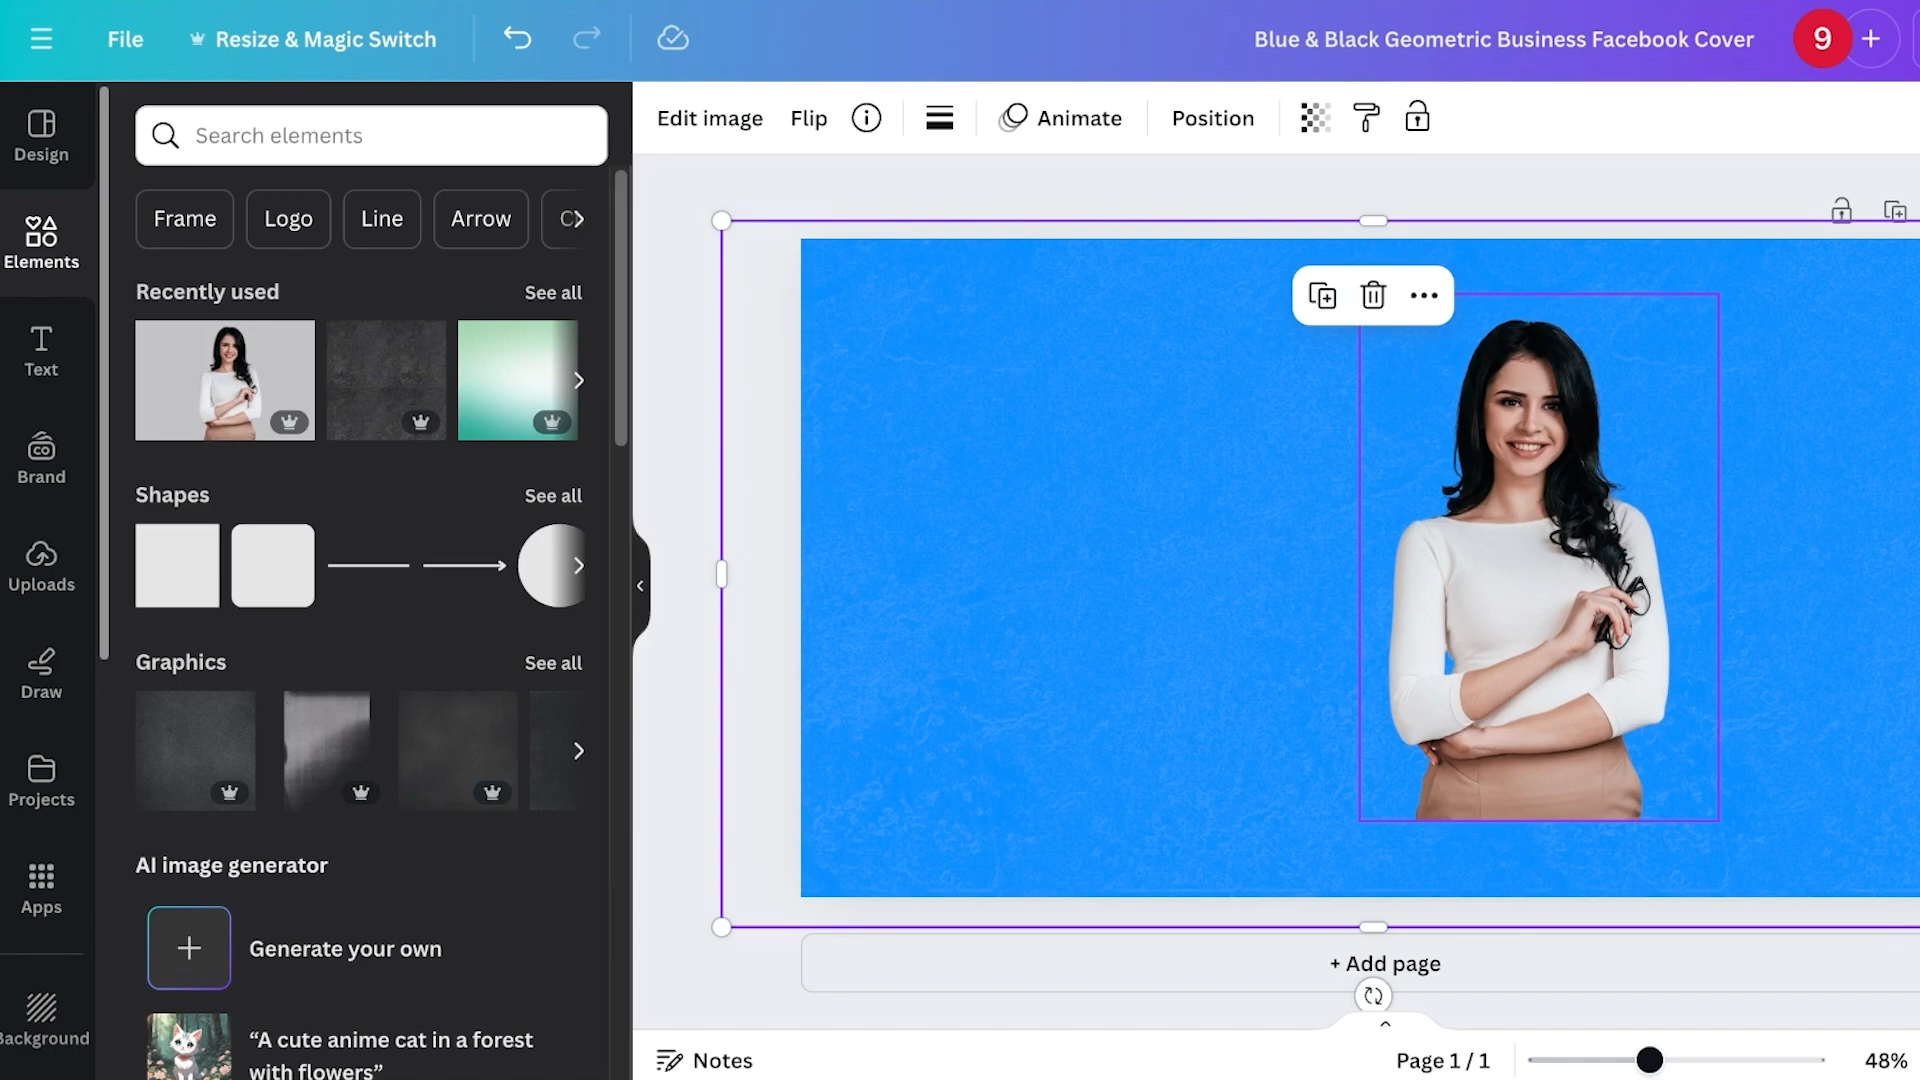 File
Resize & Magic Switch
Blue & Black Geometric Business Facebook Cover
9
Design
Elements
Text
Brand
Uploads
Draw
Projects
Apps
Background
Search elements
Frame
Logo
Line
Arrow
Recently used
See all
Shapes
See all
Graphics
See all
AI image generator
Generate your own
“A cute anime cat in a forest
with flowers”
Edit image
Flip
Animate
Position
+ Add page
Notes
Page 1 / 1
48%